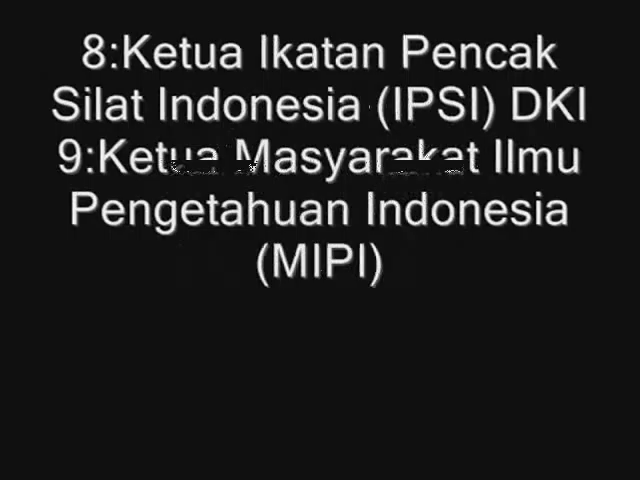 8:Ketua Ikatan Pencak
Silat Indonesia (IPSI) DKI
9:Ketua Masyarakat Ilmu
Pengetahuan Indonesia
(MIPI)